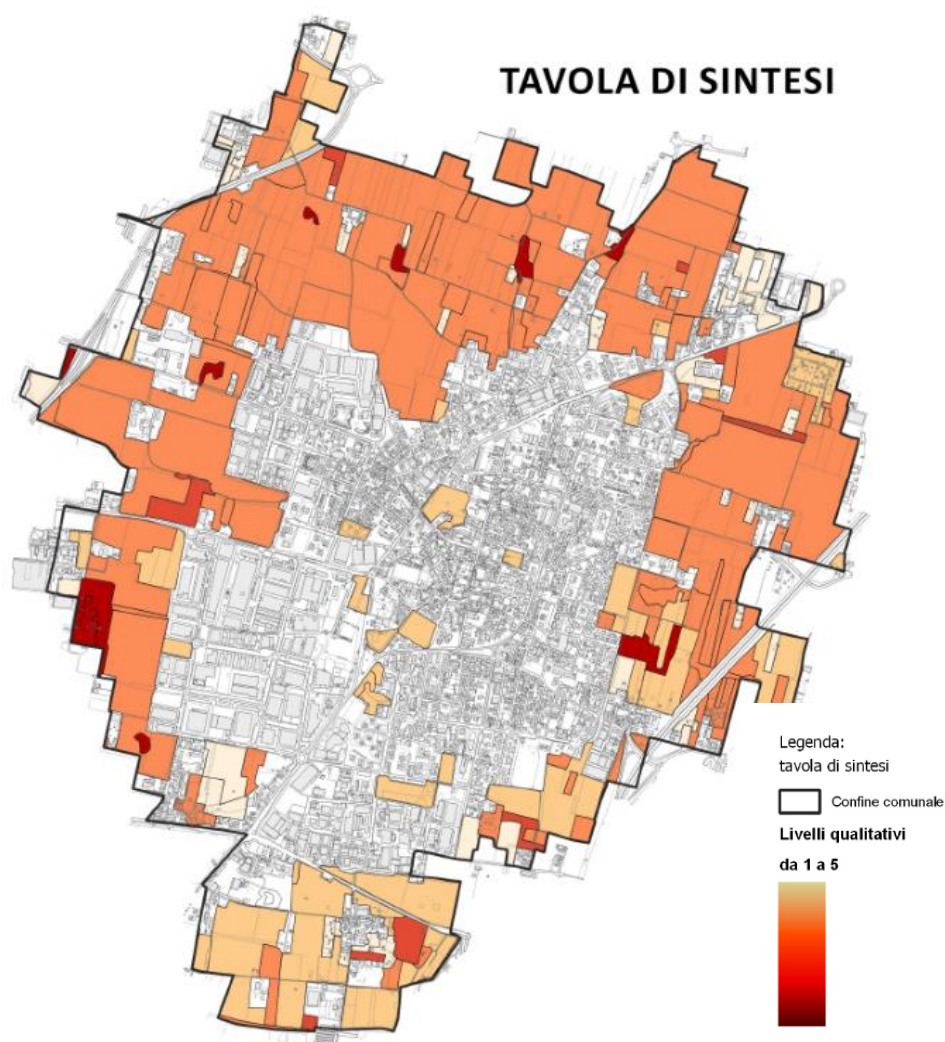 TAVOLA DI SINTESI
Legenda:
tavola di sintesi
Confine comunale
Livelli qualitativi
da 1 a 5